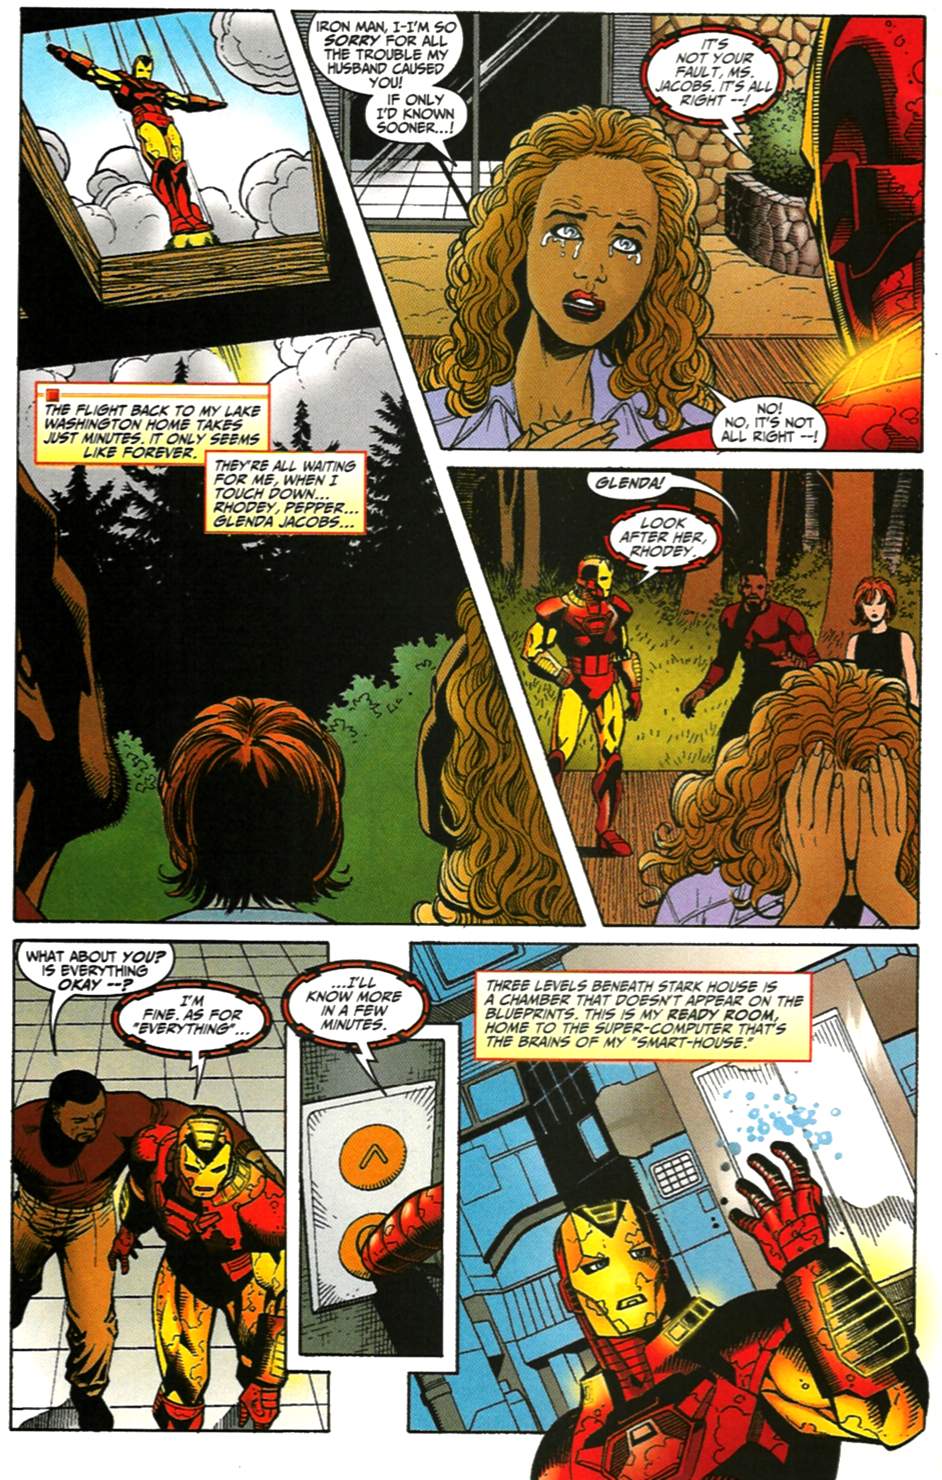 THE FLIGHT BACK TO MY LAKE
WASHINGTON HOME TAKES
JUST MINUTES. IT ONLY SEEMS
LIKE FOREVER.
THEY'RE ALL WAITING
FOR ME, WHEN I
TOUCH DOWN...
RHODEY, PEPPER...
GLENDA JACOBS...
IRON MAN, I-I'M SO
SORRY FOR ALL
THE TROUBLE MY
HUSBAND CAUSED
YOU!
IF ONLY
I'D KNOWN
SOONER...!
IT'S
NOT YOUR
FAULT, MS.
JACOBS. IT'S ALL
RIGHT --!
NO!
NO, IT'S NOT
ALL RIGHT --!
GLENDA!
LOOK
AFTER HER,
RHODEY.
WHAT ABOUT YOU?
IS EVERYTHING
OKAY --?
I'M
FINE. AS FOR
"EVERYTHING"...
...I'LL
KNOW MORE
IN A FEW
MINUTES.
THREE LEVELS BENEATH STARK HOUSE IS
A CHAMBER THAT DOESN'T APPEAR ON THE
BLUEPRINTS. THIS IS MY READY ROOM,
HOME TO THE SUPER-COMPUTER THAT'S
THE BRAINS OF MY "SMART-HOUSE."